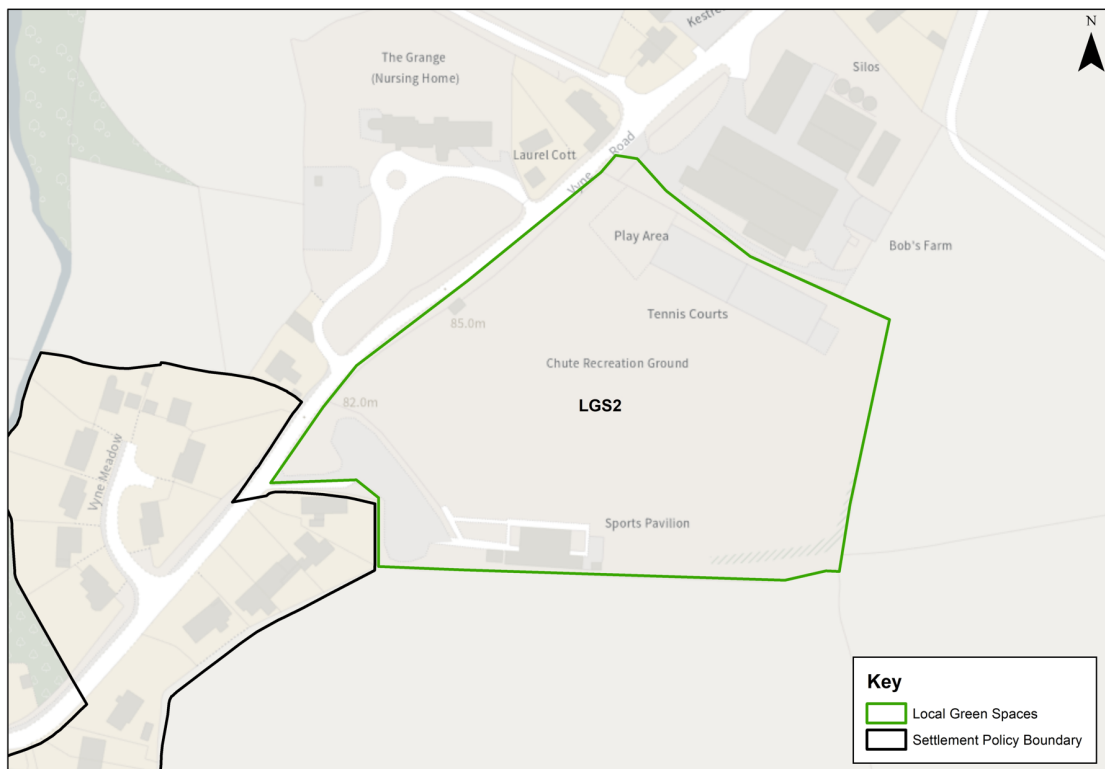 N
Kestrel
The Grange
(Nursing Home)
Silos
Laurel Cott
Vyne Road
Play Area
Bob's Farm
Tennis Courts
85.0m
Chute Recreation Ground
82.0m
LGS2
Vyne Meadow
Sports Pavilion
Key
Local Green Spaces
Settlement Policy Boundary